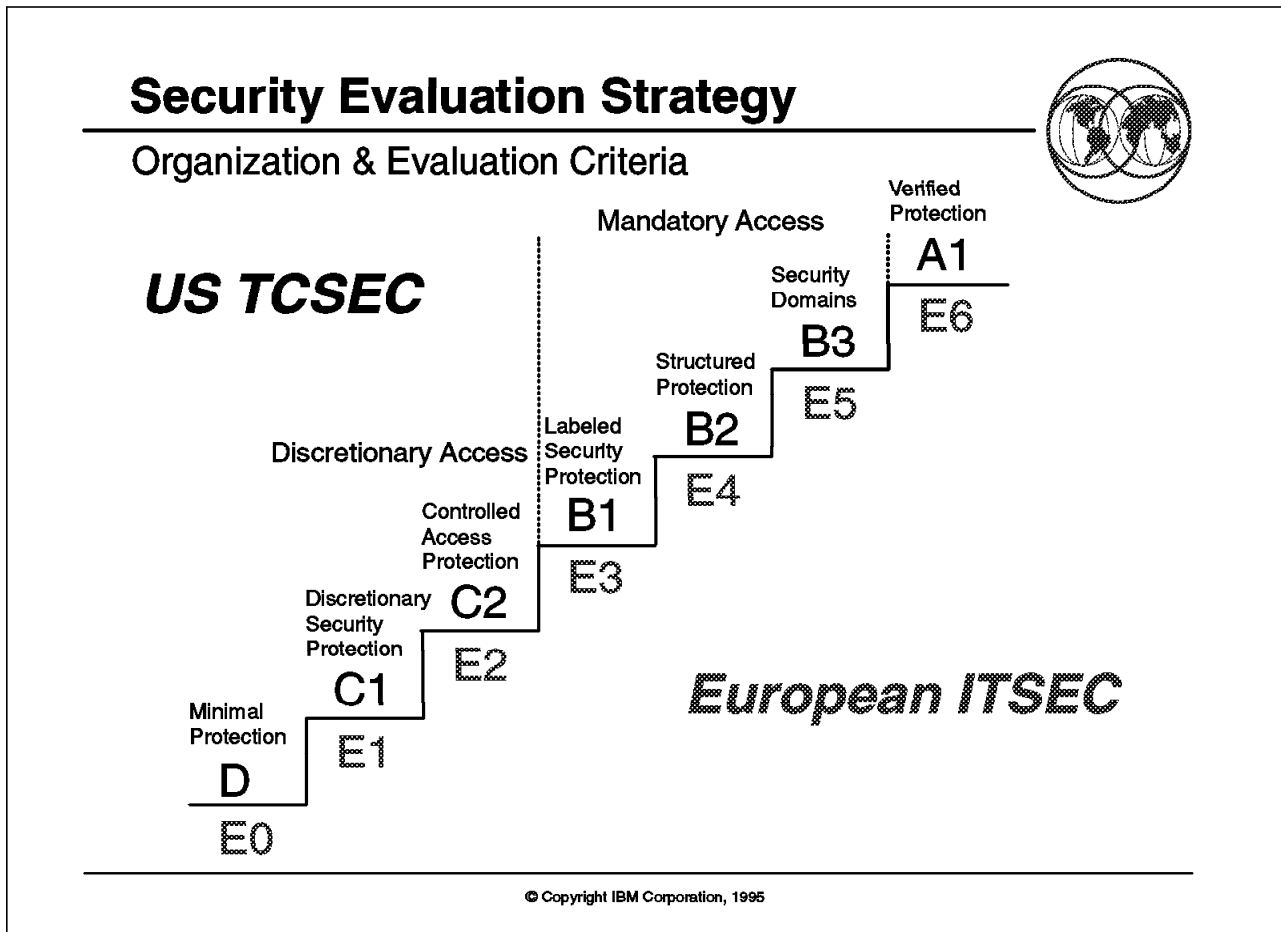 Security Evaluation Strategy
Organization & Evaluation Criteria
Verified
Protection
A1
E6
Mandatory Access
US TCSEC
Security
Domains
B3
E5
Structured
Protection
B2
E4
Labeled
Security
Protection
B1
E3
Discretionary Access
Controlled
Access
Protection
C2
E2
Discretionary
Security
Protection
C1
E1
European ITSEC
Minimal
Protection
D
E0
© Copyright IBM Corporation, 1995